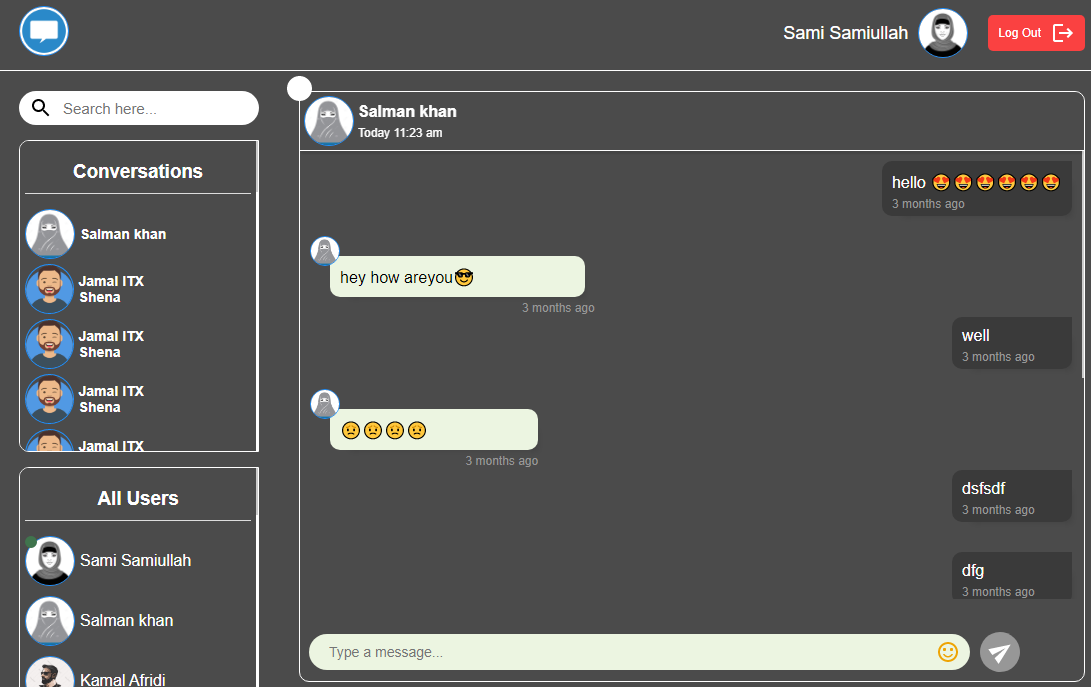 Sami Samiullah
Log Out
Search here...
Conversations
Salman khan
Jamal ITX
Shena
Jamal ITX
Shena
Jamal ITX
Shena
Jamal ITX
All Users
Sami Samiullah
Salman khan
Kamal Afridi
Salman khan
Today 11:23 am
hello 😍😍😍😍😍😍
3 months ago
hey how areyou😎
3 months ago
well
3 months ago
😟😟😟😟
3 months ago
dsfsdf
3 months ago
dfg
3 months ago
Type a message...